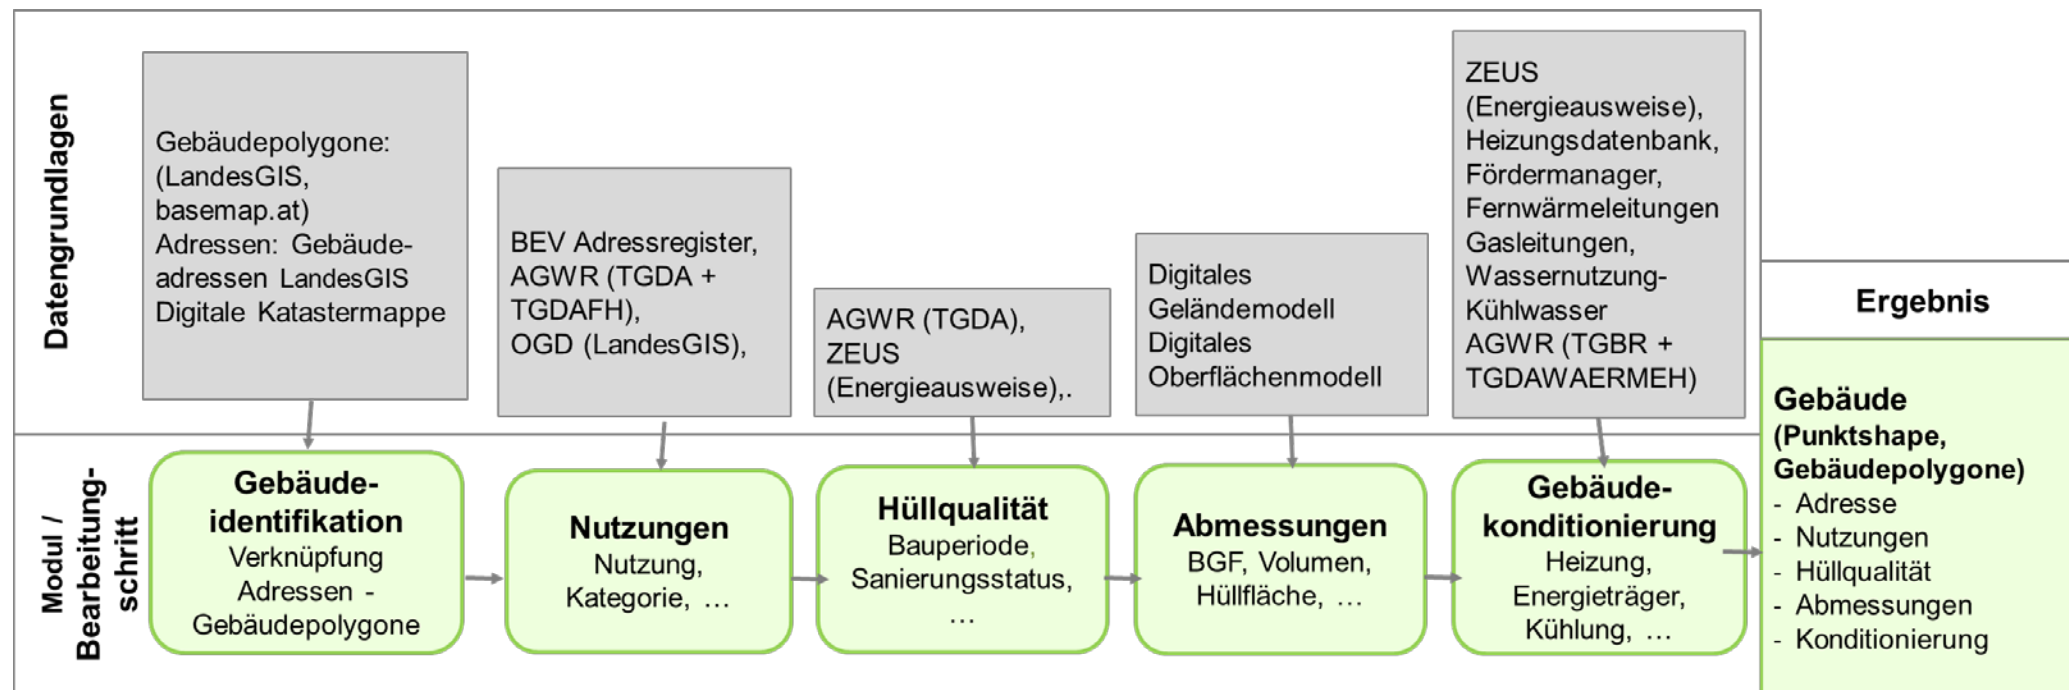 Datengrundlagen
Gebäudepolygone:
(LandesGIS,
basemap.at)
Adressen: Gebäude-
adressen LandesGIS
Digitale Katastermappe
BEV Adressregister,
AGWR (TGDA +
TGDAFH),
OGD (LandesGIS),
AGWR (TGDA),
ZEUS
(Energieausweise),.
Digitales
Geländemodell
Digitales
Oberflächenmodell
ZEUS
(Energieausweise),
Heizungsdatenbank,
Fördermanager,
Fernwärmeleitungen
Gasleitungen,
Wassernutzung-
Kühlwasser
AGWR (TGBR +
TGDAWAERMEH)
Modul /
Bearbeitung-
schritt
Gebäude-
identifikation
Verknüpfung
Adressen -
Gebäudepolygone
Nutzungen
Nutzung,
Kategorie, …
Hüllqualität
Bauperiode,
Sanierungsstatus,
…
Abmessungen
BGF, Volumen,
Hüllfläche, …
Gebäude-
konditionierung
Heizung,
Energieträger,
Kühlung, …
Ergebnis
Gebäude
(Punktshape,
Gebäudepolygone)
- Adresse
- Nutzungen
- Hüllqualität
- Abmessungen
- Konditionierung